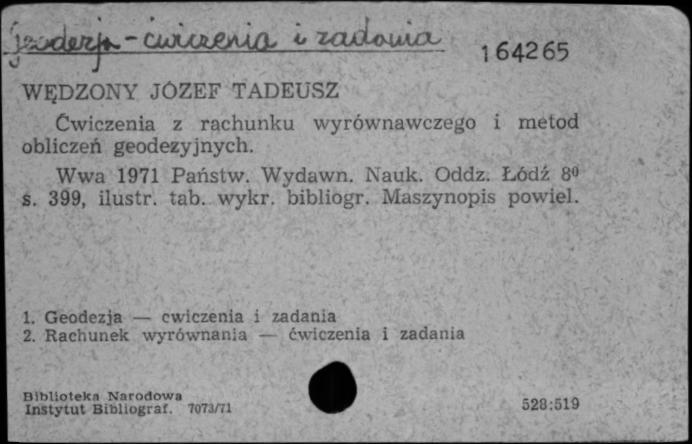 geodezja - ćwiczenia i zadania
164265
WĘDZONY JÓZEF TADEUSZ
Ćwiczenia z rachunku wyrównawczego i metod
obliczeń geodezyjnych.
Wwa 1971 Państw. Wydawn. Nauk. Oddz. Łódź 8⁰
s. 399, ilustr. tab. wykr. bibliogr. Maszynopis powiel.
1. Geodezja — cwiczenia i zadania
2. Rachunek wyrównania — ćwiczenia i zadania
Biblioteka Narodowa
Instytut Bibliograf. 7073/71
528:519